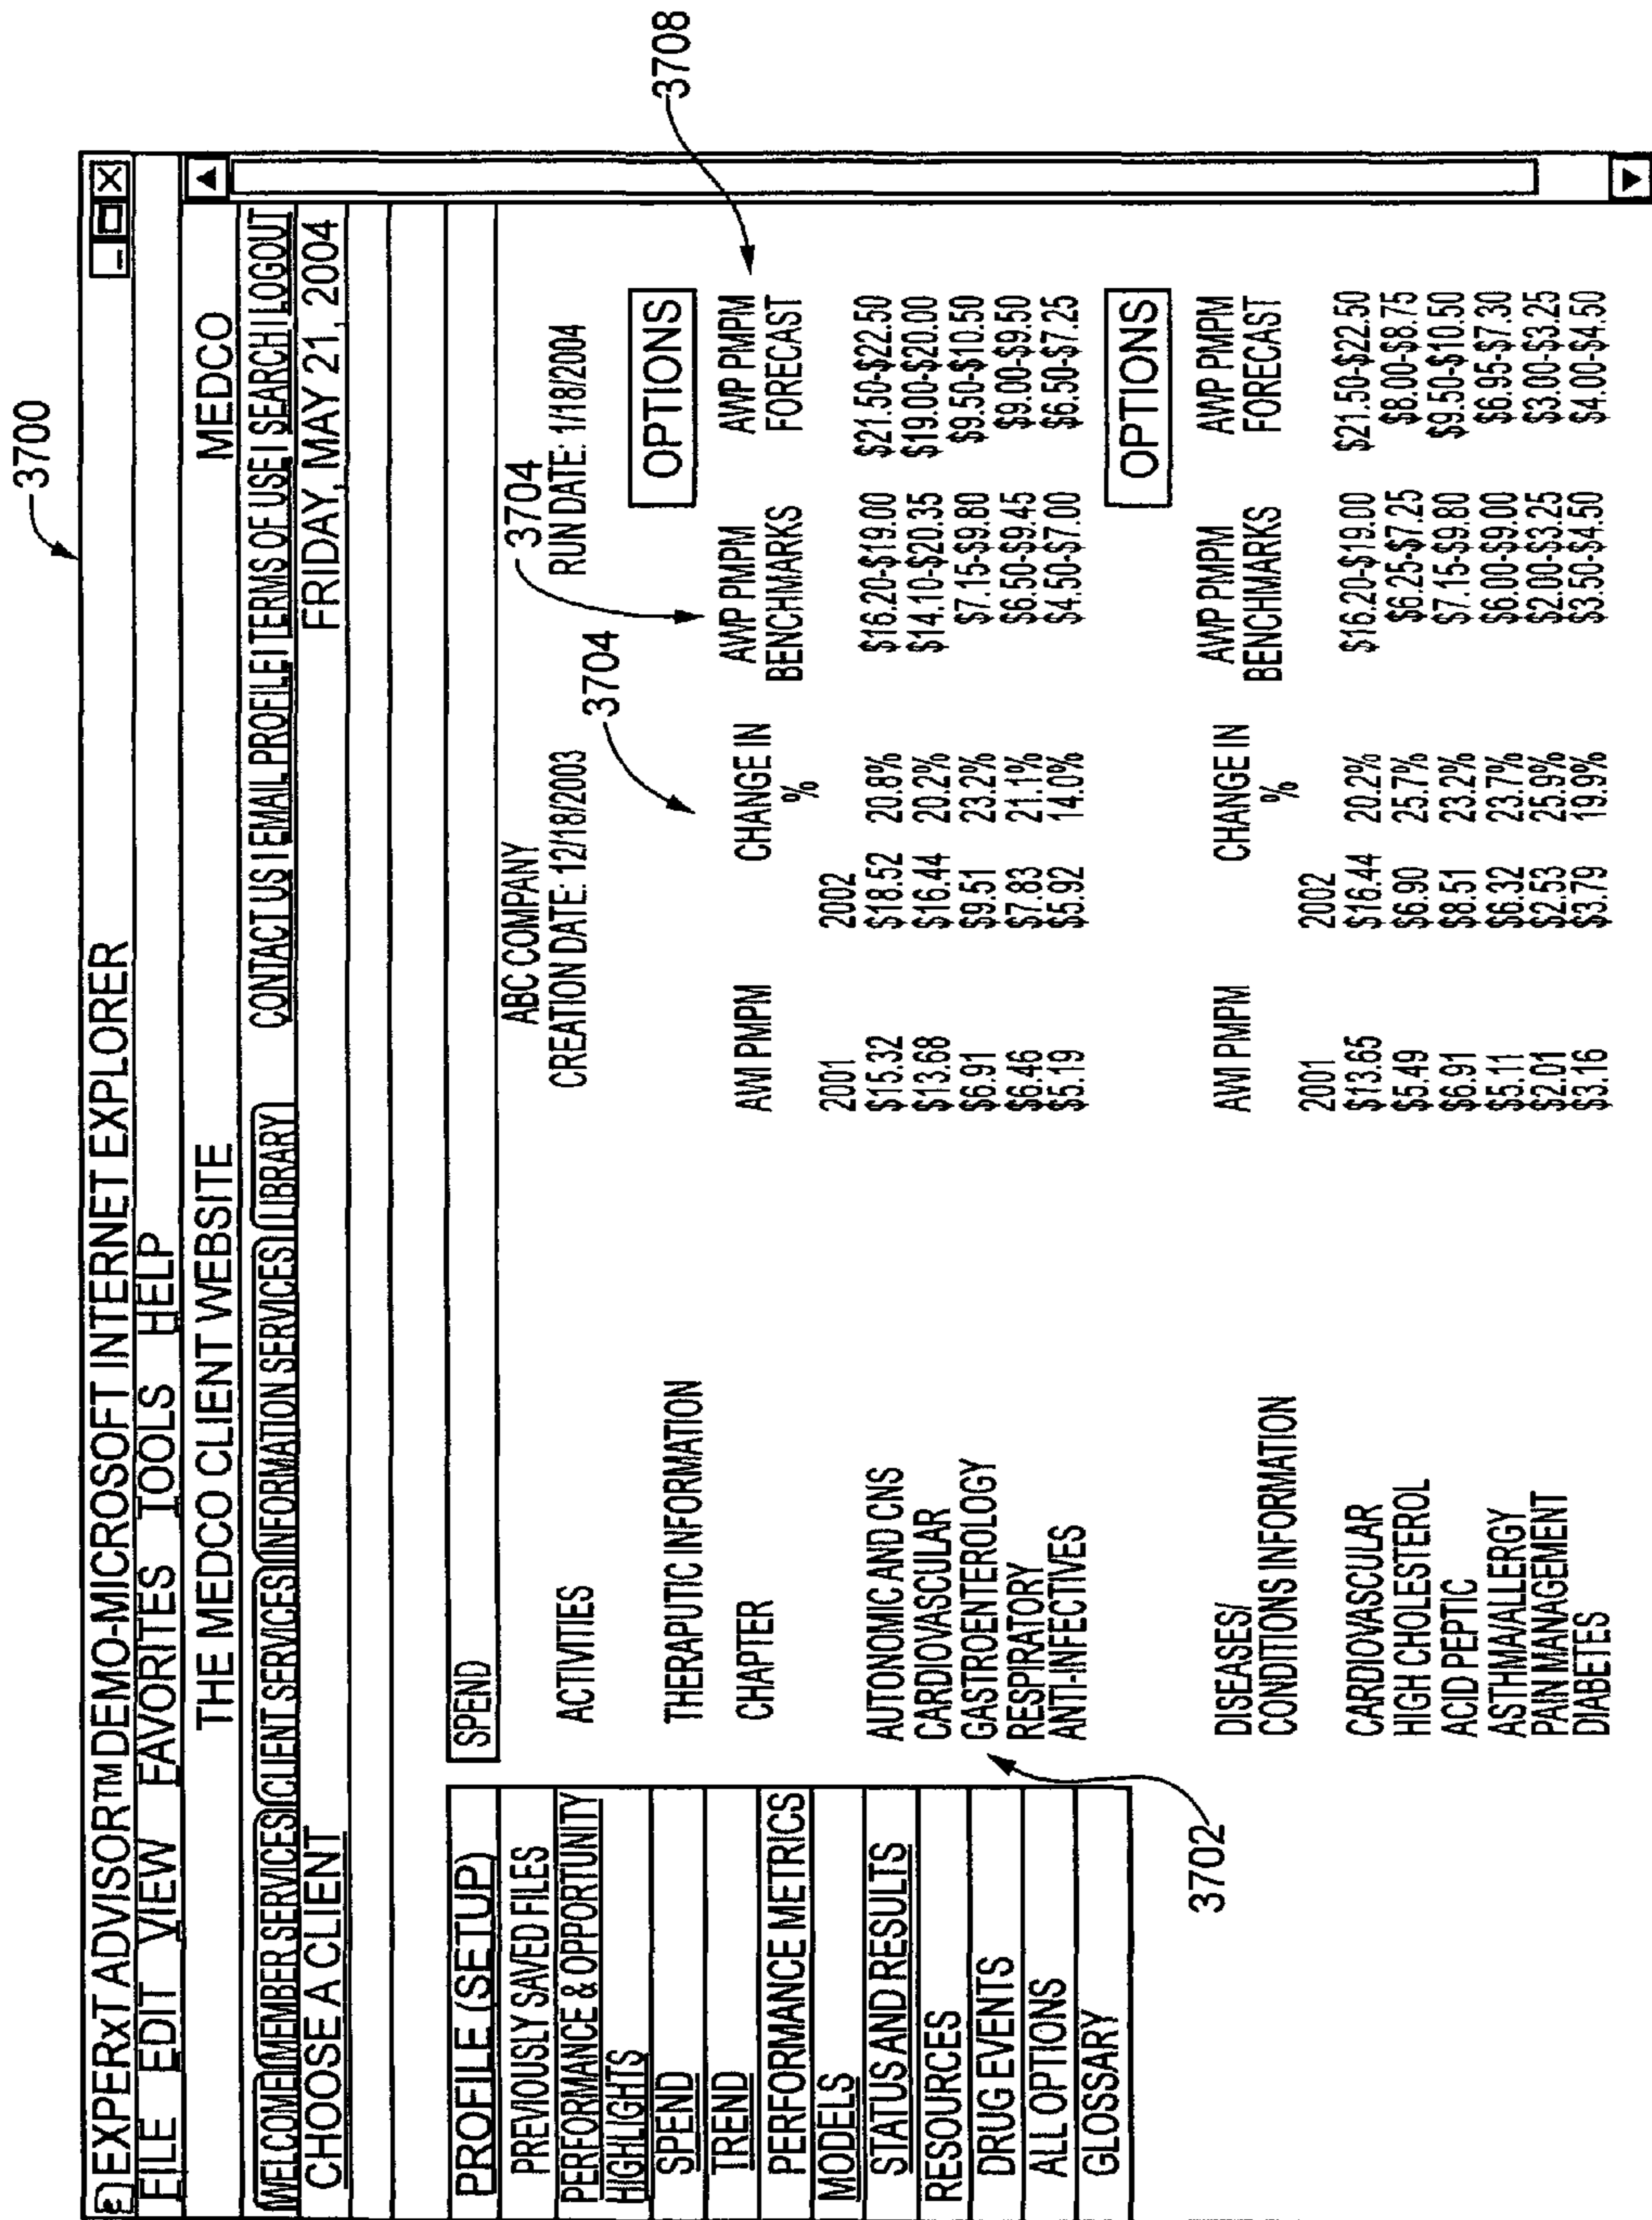 3700
EXPERxT ADVISOR™ DEMO-MICROSOFT INTERNET EXPLORER
FILE EDIT VIEW FAVORITES TOOLS HELP
THE MEDCO CLIENT WEBSITE MEDCO
WELCOME MEMBER SERVICES CLIENT SERVICES INFORMATION SERVICES LIBRARY CONTACT US | EMAIL PROFILE | TERMS OF USE | SEARCH | LOGOUT
CHOOSE A CLIENT FRIDAY, MAY 21, 2004
PROFILE (SETUP)
PREVIOUSLY SAVED FILES
PERFORMANCE & OPPORTUNITY
HIGHLIGHTS
SPEND
TREND
PERFORMANCE METRICS
MODELS
STATUS AND RESULTS
RESOURCES
DRUG EVENTS
ALL OPTIONS
GLOSSARY
SPEND
ABC COMPANY
3704
ACTIVITIES CREATION DATE: 12/18/2003 RUN DATE: 1/18/2004
3704
3708
OPTIONS
THERAPUTIC INFORMATION
CHAPTER AWI PMPM CHANGE IN % AWP PMPM BENCHMARKS AWP PMPM FORECAST
2001 2002
AUTONOMIC AND CNS $15.32 $18.52 20.8% $16.20-$19.00 $21.50-$22.50
CARDIOVASCULAR $13.68 $16.44 20.2% $14.10-$20.35 $19.00-$20.00
GASTROENTEROLOGY $6.91 $9.51 23.2% $7.15-$9.80 $9.50-$10.50
RESPIRATORY $6.46 $7.83 21.1% $6.50-$9.45 $9.00-$9.50
ANTI-INFECTIVES $5.19 $5.92 14.0% $4.50-$7.00 $6.50-$7.25
3702
OPTIONS
DISEASES/
CONDITIONS INFORMATION AWI PMPM CHANGE IN % AWP PMPM BENCHMARKS AWP PMPM FORECAST
2001 2002
CARDIOVASCULAR $13.65 $16.44 20.2% $16.20-$19.00 $21.50-$22.50
HIGH CHOLESTEROL $5.49 $6.90 25.7% $6.25-$7.25 $8.00-$8.75
ACID PEPTIC $6.91 $8.51 23.2% $7.15-$9.80 $9.50-$10.50
ASTHMA/ALLERGY $5.11 $6.32 23.7% $6.00-$9.00 $6.95-$7.30
PAIN MANAGEMENT $2.01 $2.53 25.9% $2.00-$3.25 $3.00-$3.25
DIABETES $3.16 $3.79 19.9% $3.50-$4.50 $4.00-$4.50